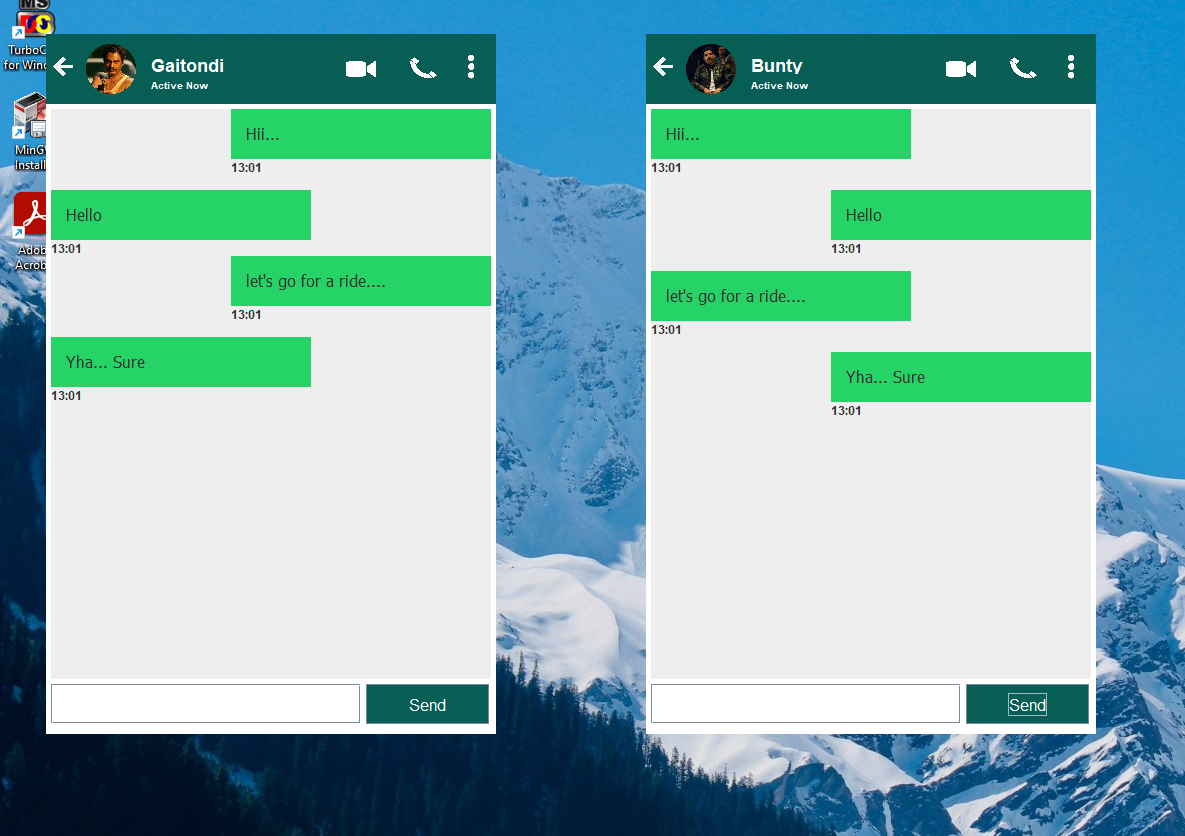 MS
TurboC
for Wind
MinGW
Install
Adob
Acrob
Gaitondi
Active Now
Hii...
13:01
Hello
13:01
let's go for a ride....
13:01
Yha... Sure
13:01
Send
Bunty
Active Now
Hii...
13:01
Hello
13:01
let's go for a ride....
13:01
Yha... Sure
13:01
Send